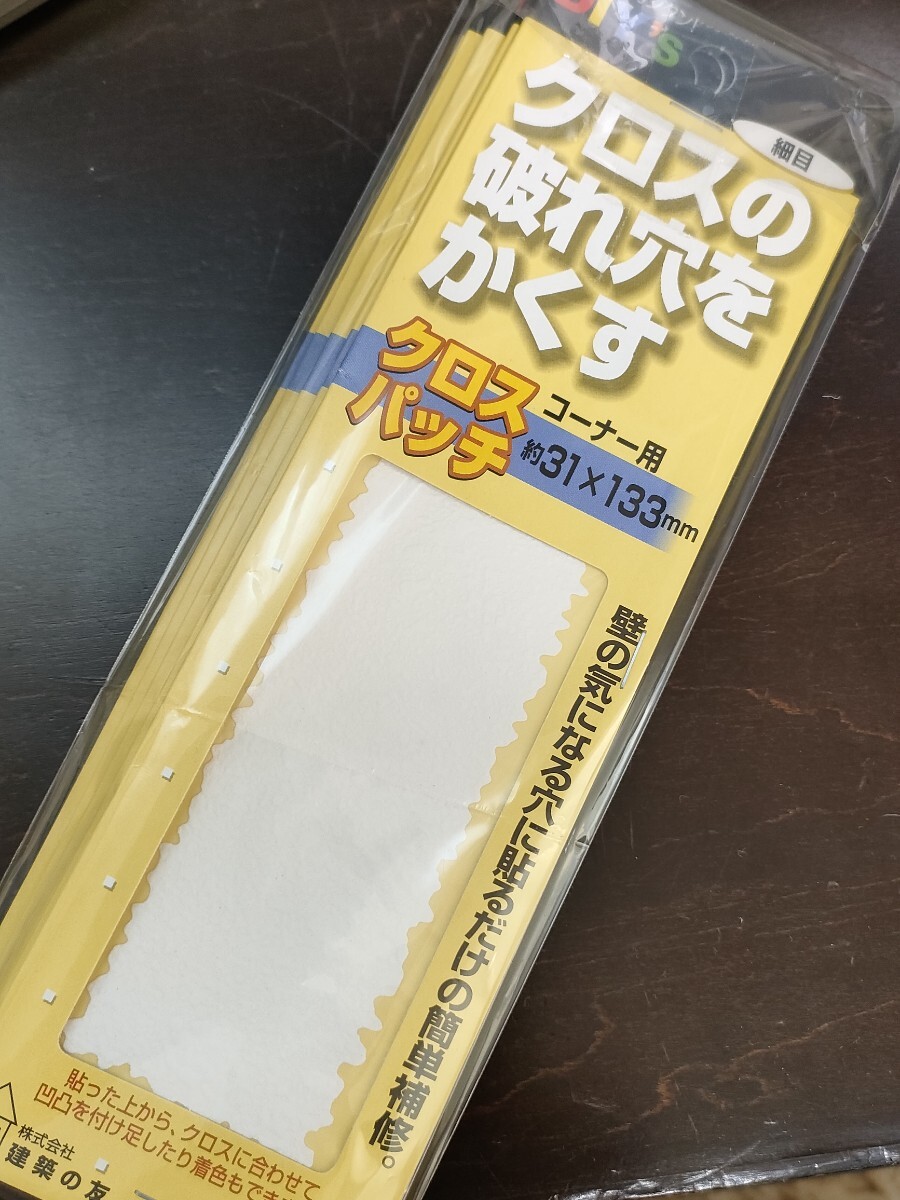 細目
クロスの
破れ穴を
かくす
クロス
パッチ
コーナー用
約31×133mm
壁の気になる穴に貼るだけの簡単補修。
貼った上から、クロスに合わせて
凹凸を付け足したり着色もでき
株式会社
建築の友